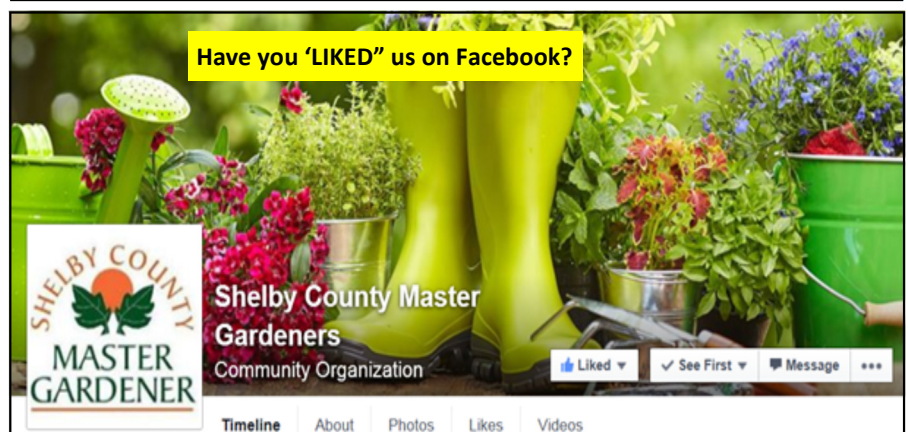 Have you ‘LIKED” us on Facebook?
SHELBY COUNTY
MASTER
GARDENER
Shelby County Master
Gardeners
Community Organization
Liked
See First
Message
Timeline About Photos Likes Videos